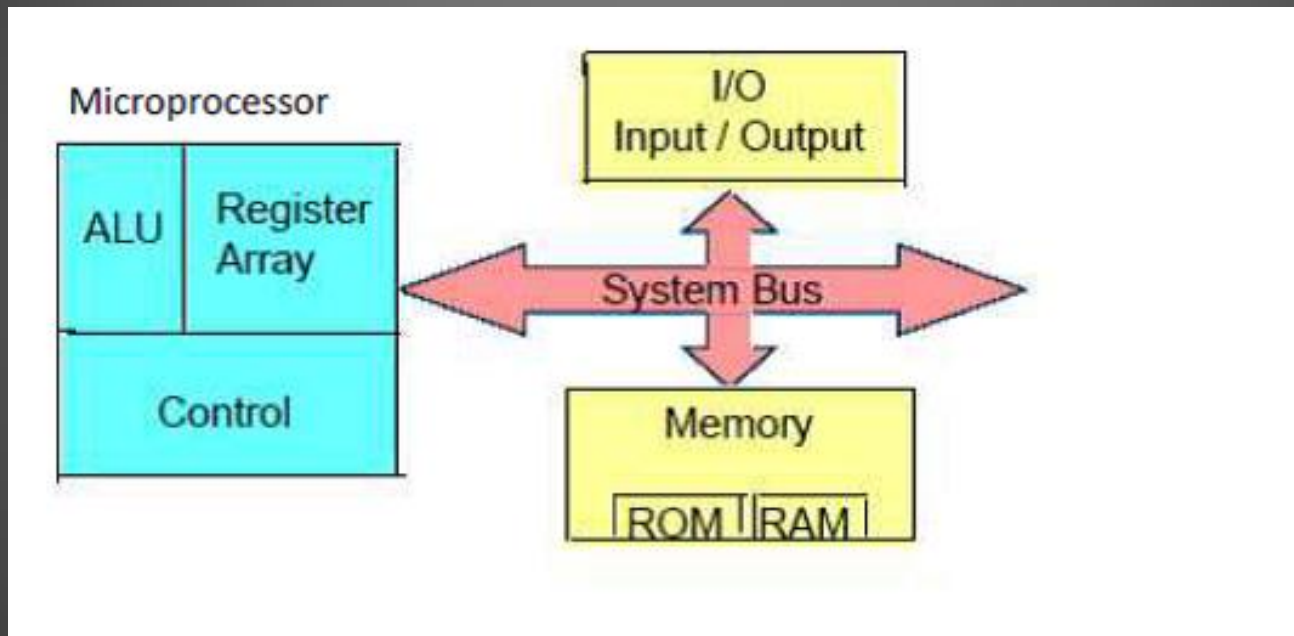 Microprocessor
ALU
Register
Array
Control
I/O
Input / Output
System Bus
Memory
ROM
RAM